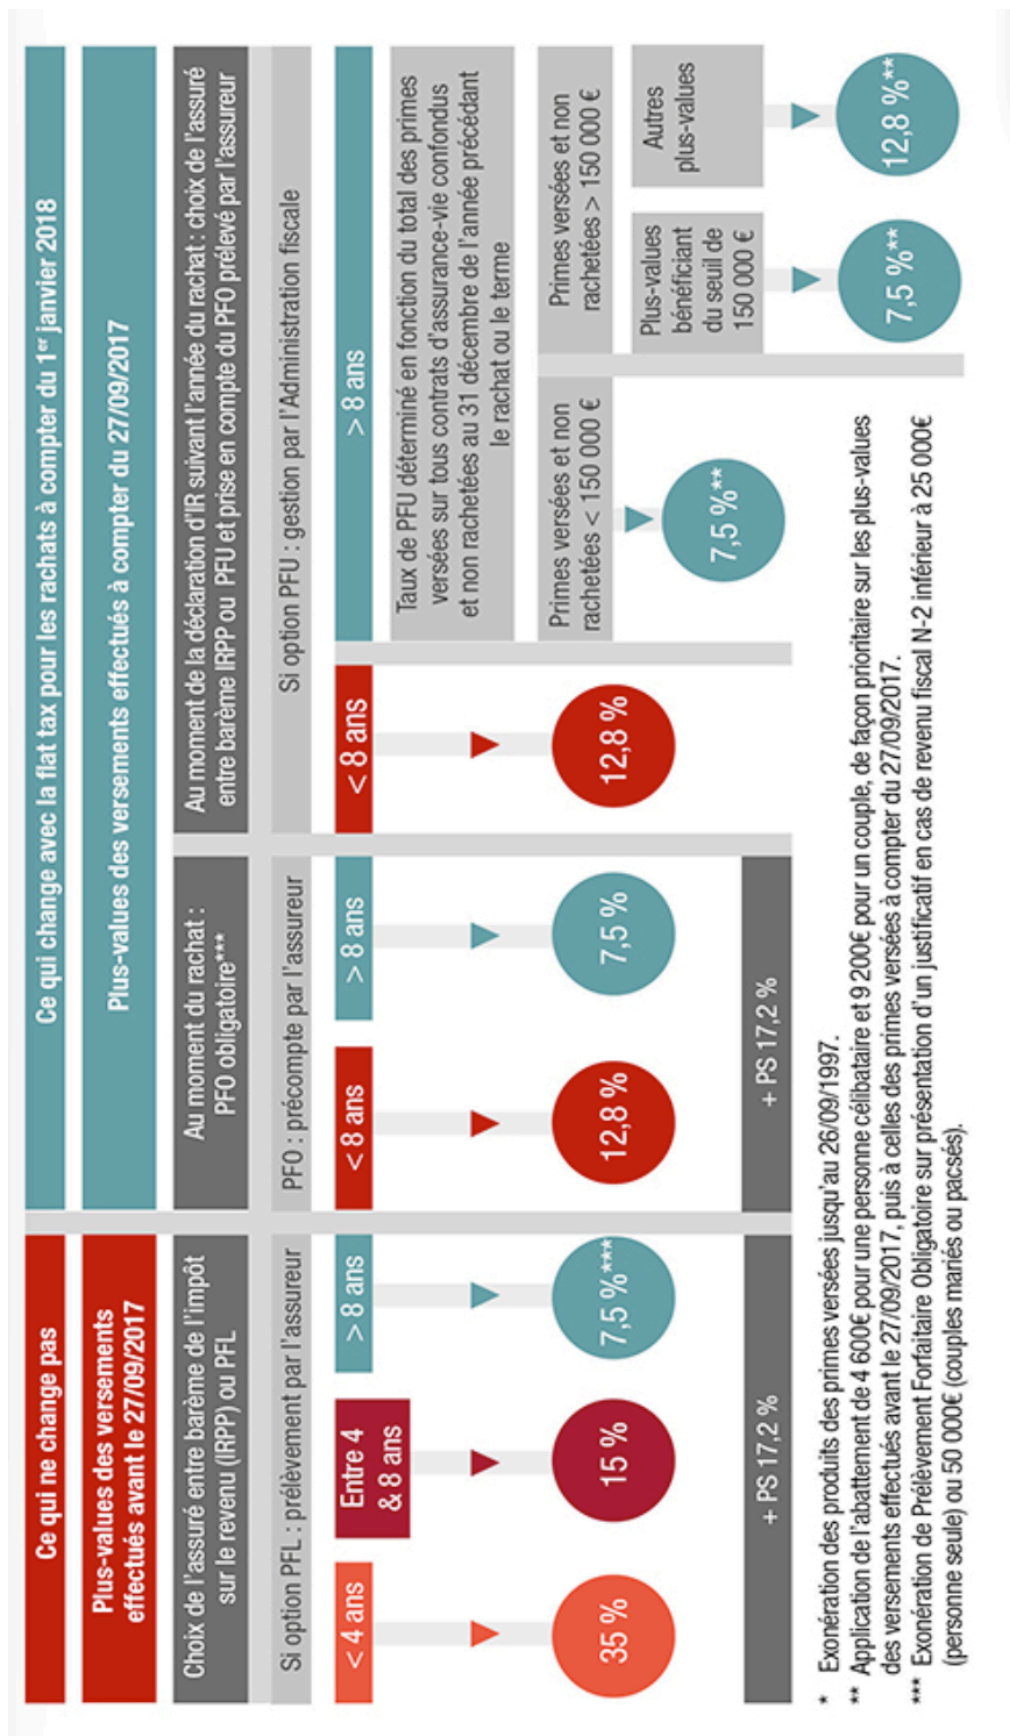 Ce qui ne change pas
Plus-values des versements
effectués avant le 27/09/2017
Choix de l'assuré entre barème de l'impôt
sur le revenu (IRPP) ou PFL
Si option PFL : prélèvement par l'assureur
< 4 ans
35 %
Entre 4
& 8 ans
15 %
> 8 ans
7,5 %***
+ PS 17,2 %
Ce qui change avec la flat tax pour les rachats à compter du 1er janvier 2018
Plus-values des versements effectués à compter du 27/09/2017
Au moment du rachat :
PFO obligatoire***
PFO : précompte par l'assureur
< 8 ans
12,8 %
> 8 ans
7,5 %
+ PS 17,2 %
Au moment de la déclaration d'IR suivant l'année du rachat : choix de l'assuré
entre barème IRPP ou PFU et prise en compte du PFO prélevé par l'assureur
Si option PFU : gestion par l'Administration fiscale
< 8 ans
12,8 %
> 8 ans
Taux de PFU déterminé en fonction du total des primes
versées sur tous contrats d'assurance-vie confondus
et non rachetées au 31 décembre de l'année précédant
le rachat ou le terme
Primes versées et non
rachetées < 150 000 €
7,5 %**
Primes versées et non
rachetées > 150 000 €
Plus-values
bénéficiant
du seuil de
150 000 €
7,5 %**
Autres
plus-values
12,8 %**
* Exonération des produits des primes versées jusqu'au 26/09/1997.
** Application de l'abattement de 4 600€ pour une personne célibataire et 9 200€ pour un couple, de façon prioritaire sur les plus-values
des versements effectués avant le 27/09/2017, puis à celles des primes versées à compter du 27/09/2017.
*** Exonération de Prélèvement Forfaitaire Obligatoire sur présentation d'un justificatif en cas de revenu fiscal N-2 inférieur à 25 000€
(personne seule) ou 50 000€ (couples mariés ou pacsés).